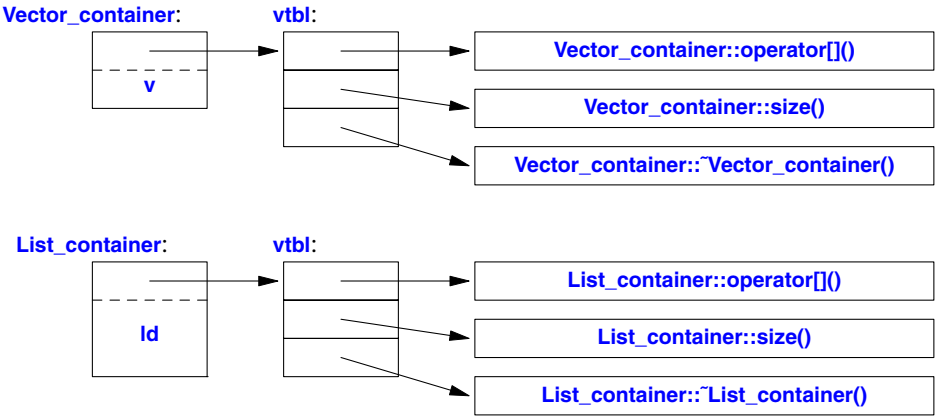 Vector_container: vtbl:
Vector_container::operator[]()
v
Vector_container::size()
Vector_container::˜Vector_container()
List_container: vtbl:
List_container::operator[]()
ld
List_container::size()
List_container::˜List_container()